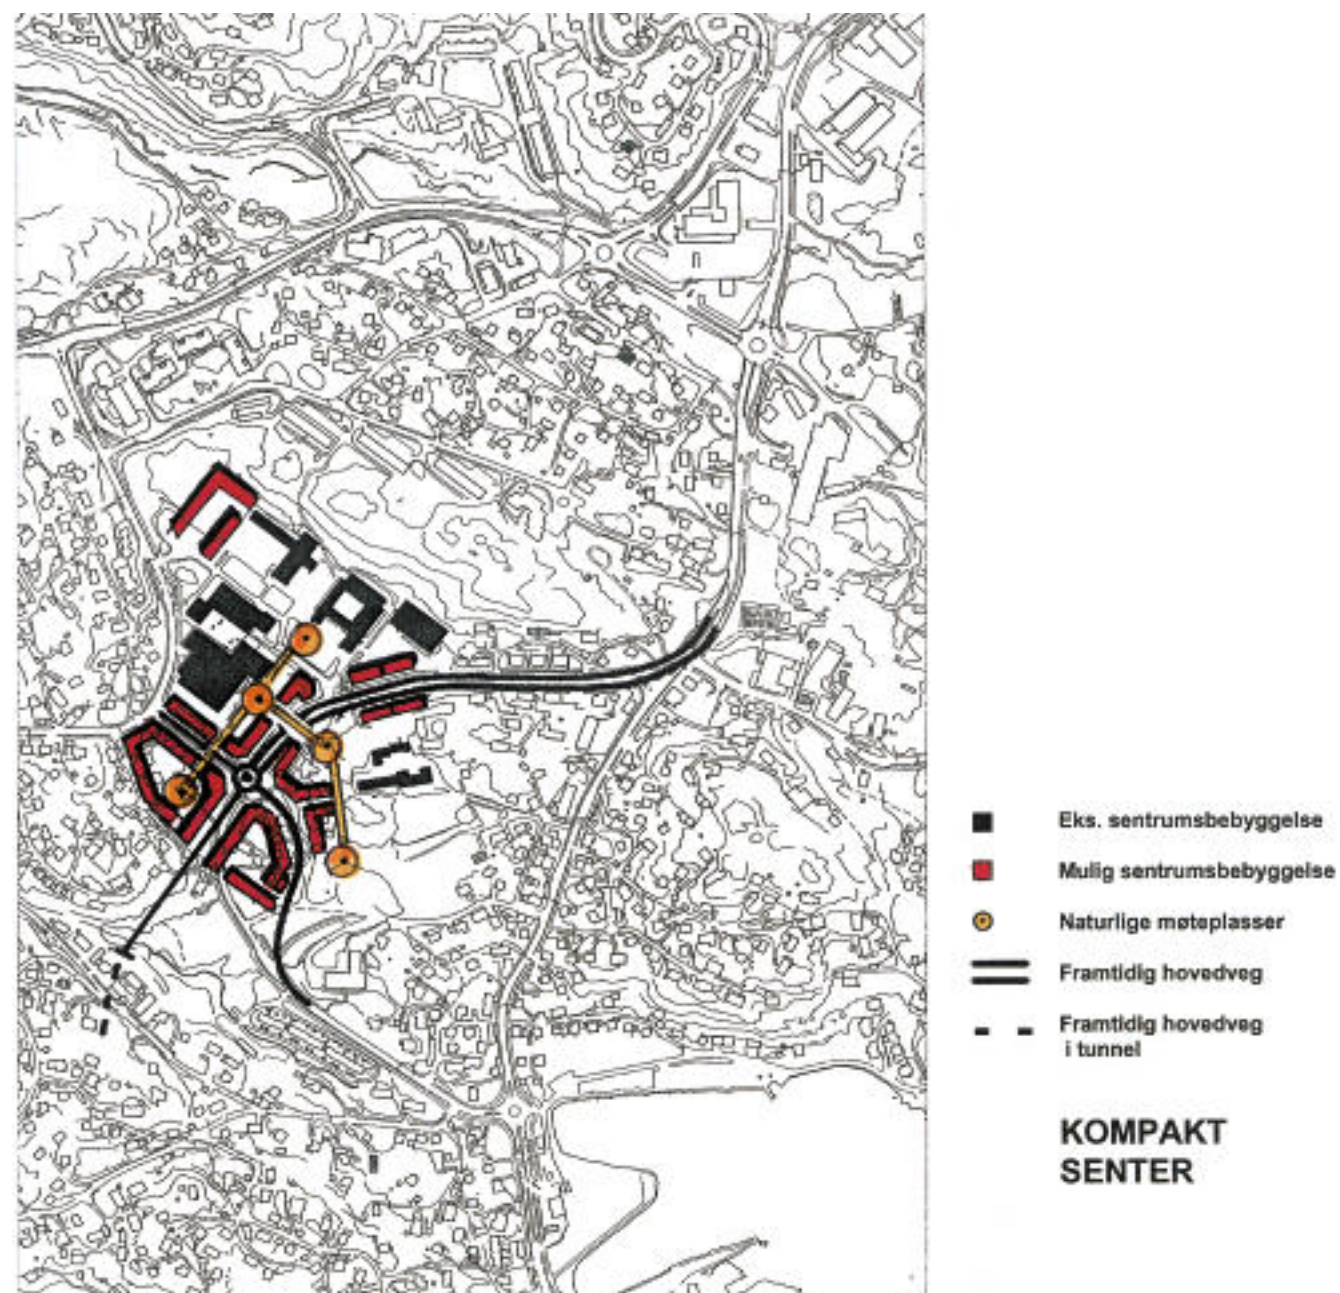 Eks. sentrumsbebyggelse
Mulig sentrumsbebyggelse
Naturlige møteplasser
Framtidig hovedveg
Framtidig hovedveg
i tunnel
KOMPAKT
SENTER